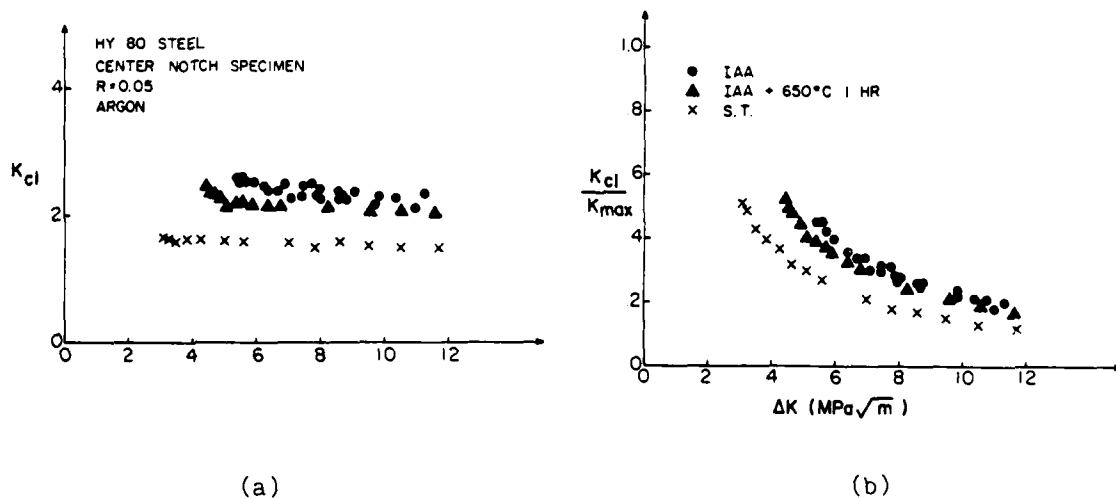 HY 80 STEEL
CENTER NOTCH SPECIMEN
R=0.05
ARGON
4
Kcl
2
0
0 2 4 6 8 10 12
(a)
1.0
● IAA
▲ IAA + 650°C 1 HR
× S.T.
.8
.6
Kcl
Kmax
.4
.2
0
0 2 4 6 8 10 12
ΔK (MPa√m)
(b)